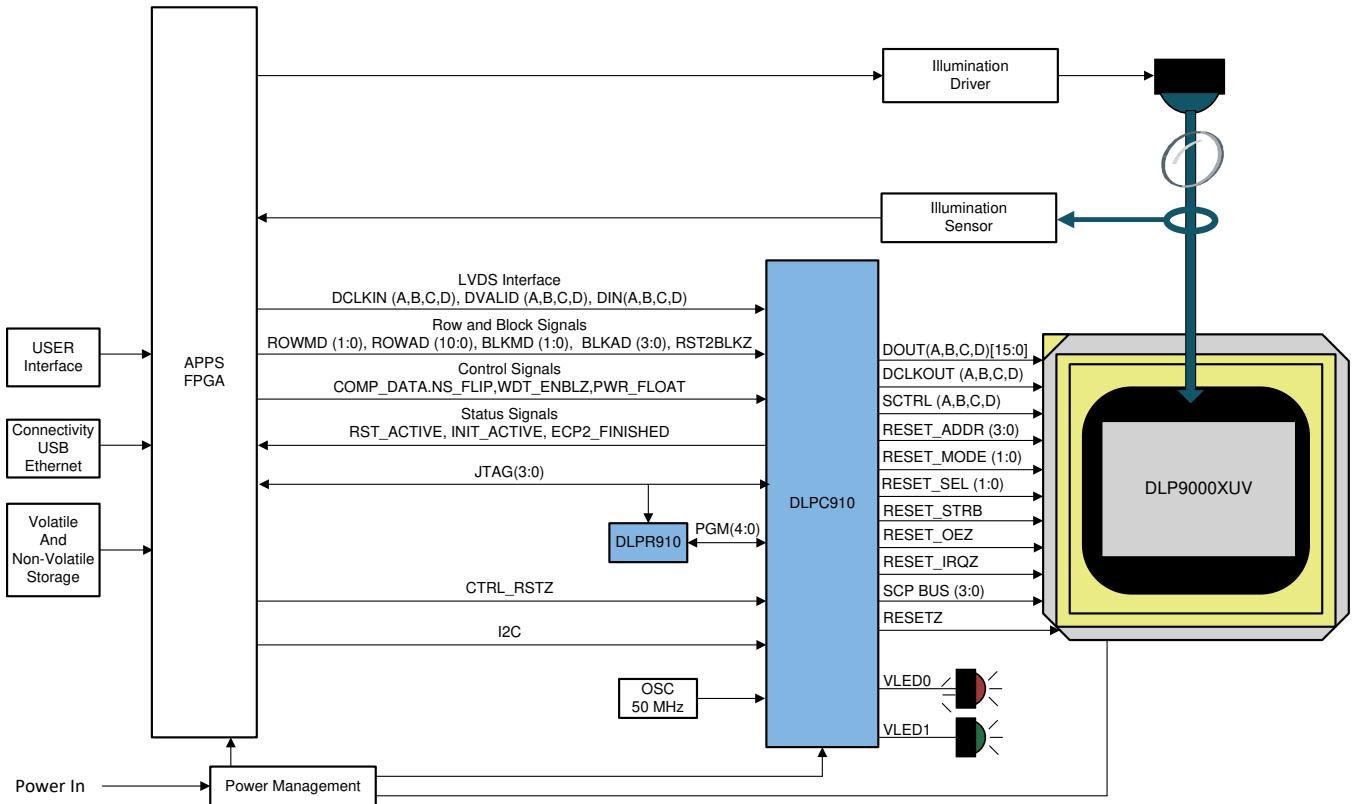 Illumination
Driver
Illumination
Sensor
LVDS Interface
DCLKIN (A,B,C,D), DVALID (A,B,C,D), DIN(A,B,C,D)
Row and Block Signals
ROWMD (1:0), ROWAD (10:0), BLKMD (1:0), BLKAD (3:0), RST2BLKZ
Control Signals
COMP_DATA.NS_FLIP,WDT_ENBLZ,PWR_FLOAT
Status Signals
RST_ACTIVE, INIT_ACTIVE, ECP2_FINISHED
JTAG(3:0)
DLPR910
PGM(4:0)
CTRL_RSTZ
I2C
OSC
50 MHz
USER
Interface
Connectivity
USB
Ethernet
Volatile
And
Non-Volatile
Storage
APPS
FPGA
DLPC910
DOUT(A,B,C,D)[15:0]
DCLKOUT (A,B,C,D)
SCTRL (A,B,C,D)
RESET_ADDR (3:0)
RESET_MODE (1:0)
RESET_SEL (1:0)
RESET_STRB
RESET_OEZ
RESET_IRQZ
SCP BUS (3:0)
RESETZ
VLED0
VLED1
DLP9000XUV
Power In
Power Management